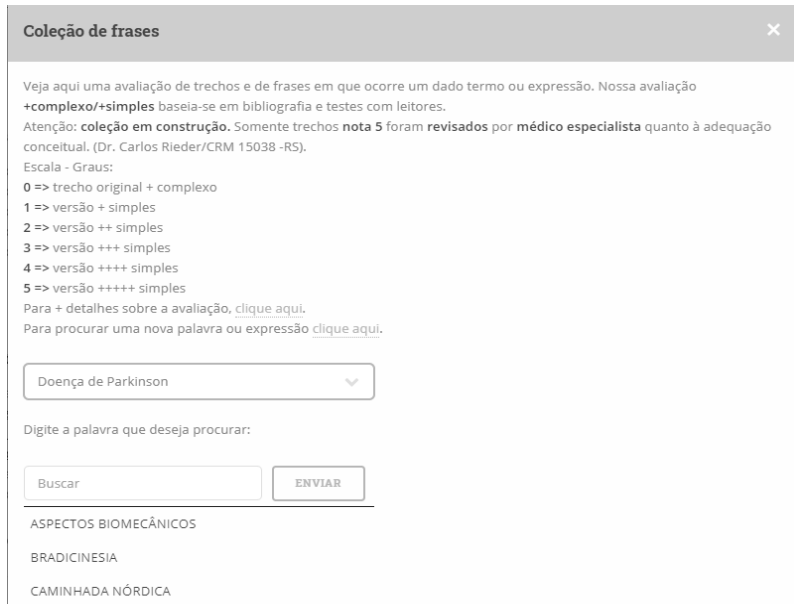 Coleção de frases
Veja aqui uma avaliação de trechos e de frases em que ocorre um dado termo ou expressão. Nossa avaliação
+complexo/+simples baseia-se em bibliografia e testes com leitores.
Atenção: coleção em construção. Somente trechos nota 5 foram revisados por médico especialista quanto à adequação
conceitual. (Dr. Carlos Rieder/CRM 15038 -RS).
Escala - Graus:
0 => trecho original + complexo
1 => versão + simples
2 => versão ++ simples
3 => versão +++ simples
4 => versão ++++ simples
5 => versão +++++ simples
Para + detalhes sobre a avaliação, clique aqui.
Para procurar uma nova palavra ou expressão clique aqui.
Doença de Parkinson
Digite a palavra que deseja procurar:
Buscar ENVIAR
ASPECTOS BIOMECÂNICOS
BRADICINESIA
CAMINHADA NÓRDICA